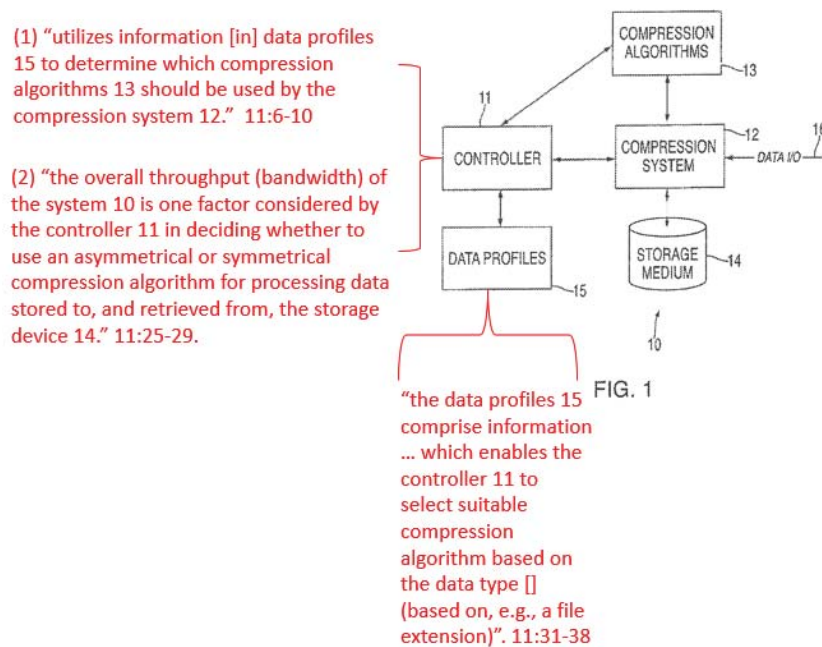 (1) “utilizes information [in] data profiles
15 to determine which compression
algorithms 13 should be used by the
compression system 12.” 11:6-10
(2) “the overall throughput (bandwidth) of
the system 10 is one factor considered by
the controller 11 in deciding whether to
use an asymmetrical or symmetrical
compression algorithm for processing data
stored to, and retrieved from, the storage
device 14.” 11:25-29.
COMPRESSION
ALGORITHMS
13
11
CONTROLLER
12
COMPRESSION
SYSTEM
16
DATA I/O
DATA PROFILES
15
STORAGE
MEDIUM
14
10
FIG. 1
“the data profiles 15
comprise information
... which enables the
controller 11 to
select suitable
compression
algorithm based on
the data type []
(based on, e.g., a file
extension)”. 11:31-38